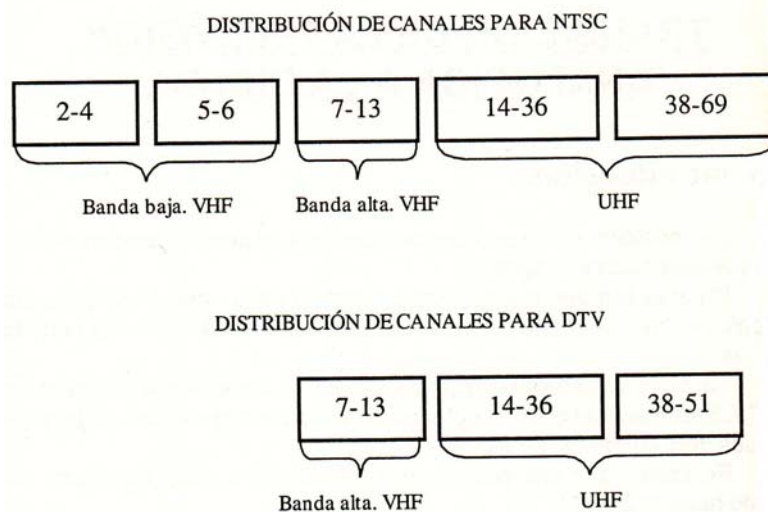 DISTRIBUCIÓN DE CANALES PARA NTSC
2-4 5-6 7-13 14-36 38-69
Banda baja. VHF Banda alta. VHF UHF
DISTRIBUCIÓN DE CANALES PARA DTV
7-13 14-36 38-51
Banda alta. VHF UHF